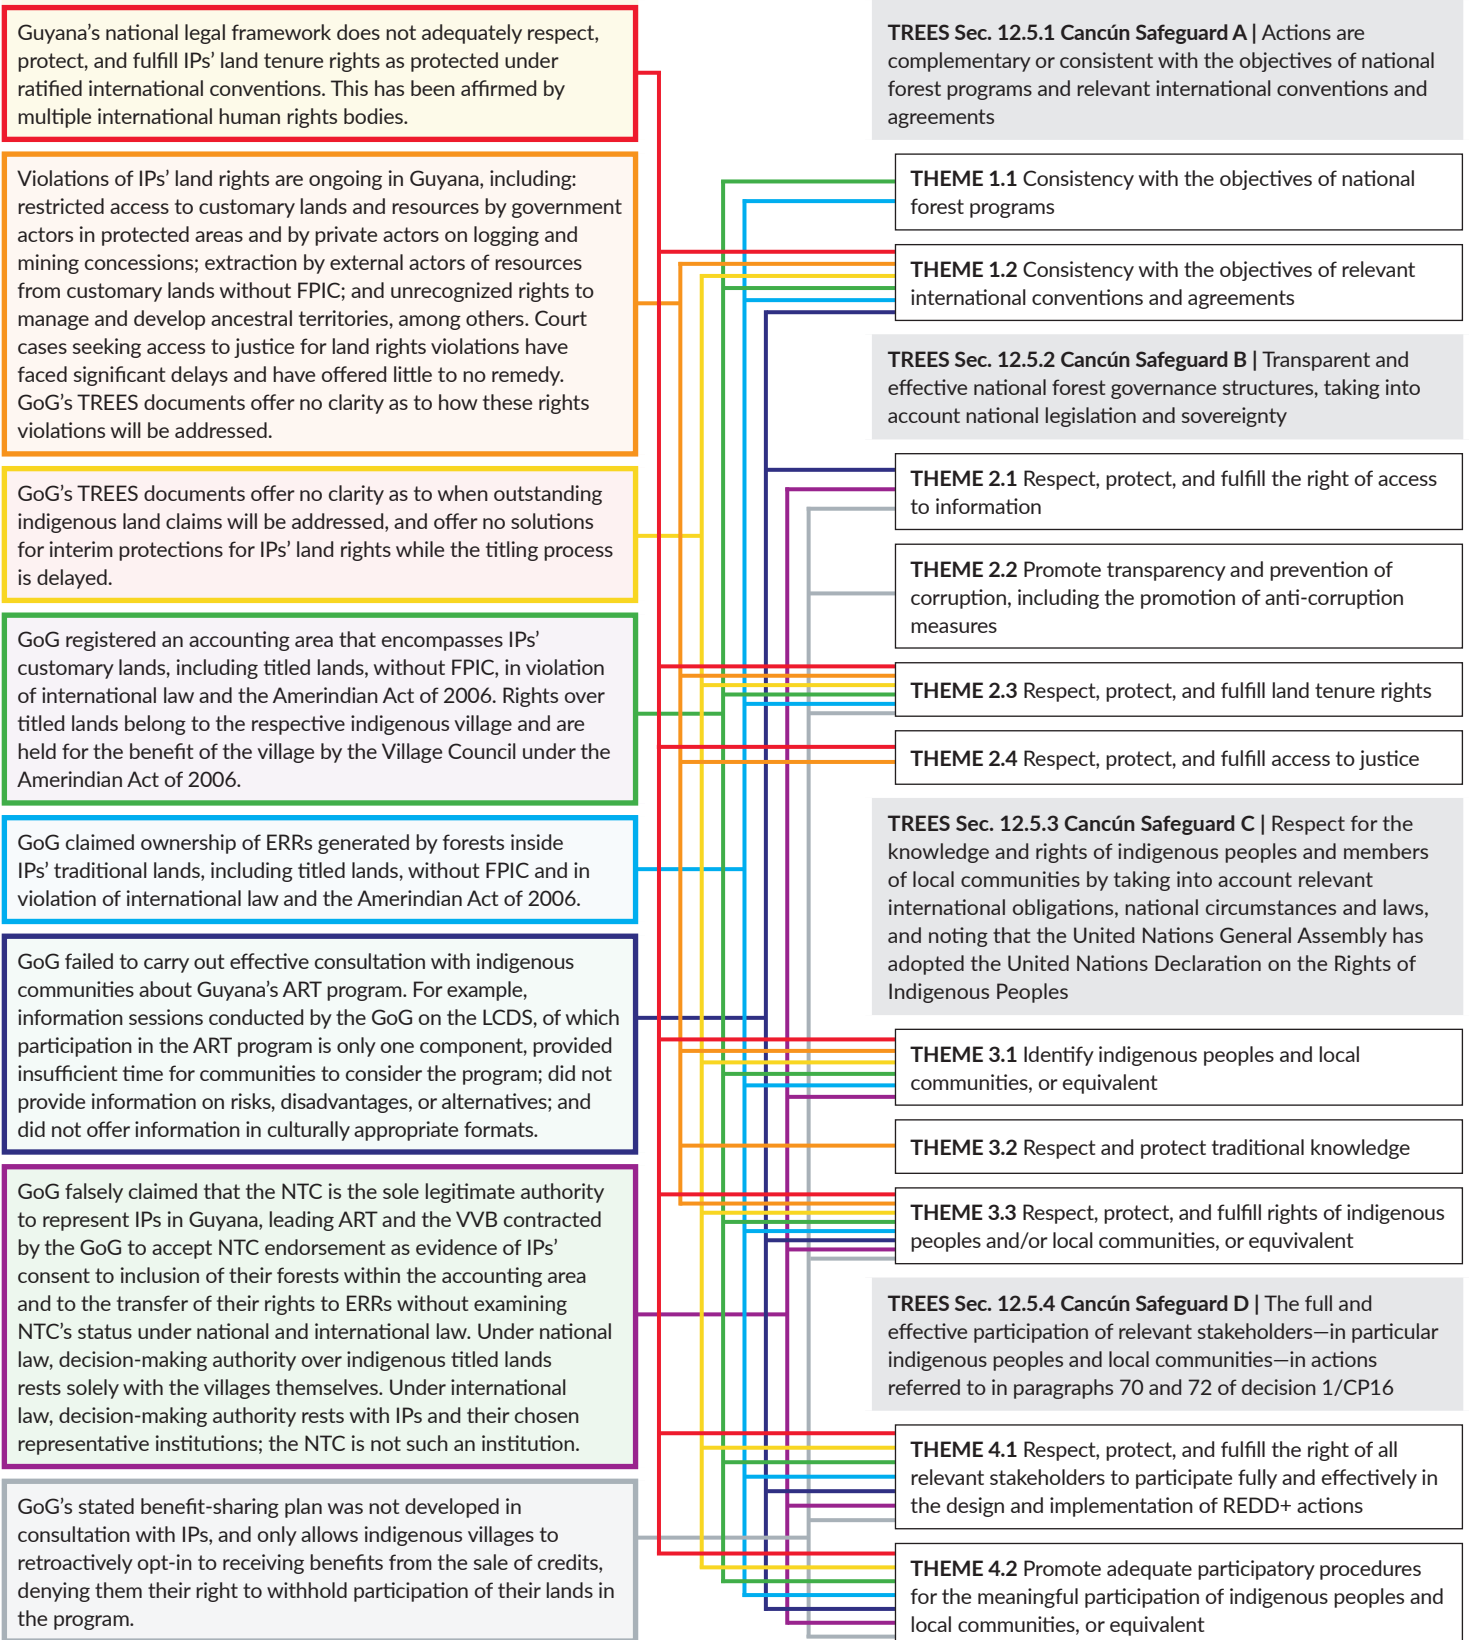 Guyana's national legal framework does not adequately respect,
protect, and fulfill IPs' land tenure rights as protected under
ratified international conventions. This has been affirmed by
multiple international human rights bodies.
Violations of IPs' land rights are ongoing in Guyana, including:
restricted access to customary lands and resources by government
actors in protected areas and by private actors on logging and
mining concessions; extraction by external actors of resources
from customary lands without FPIC; and unrecognized rights to
manage and develop ancestral territories, among others. Court
cases seeking access to justice for land rights violations have
faced significant delays and have offered little to no remedy.
GoG's TREES documents offer no clarity as to how these rights
violations will be addressed.
GoG's TREES documents offer no clarity as to when outstanding
indigenous land claims will be addressed, and offer no solutions
for interim protections for IPs' land rights while the titling process
is delayed.
GoG registered an accounting area that encompasses IPs'
customary lands, including titled lands, without FPIC, in violation
of international law and the Amerindian Act of 2006. Rights over
titled lands belong to the respective indigenous village and are
held for the benefit of the village by the Village Council under the
Amerindian Act of 2006.
GoG claimed ownership of ERRs generated by forests inside
IPs' traditional lands, including titled lands, without FPIC and in
violation of international law and the Amerindian Act of 2006.
GoG failed to carry out effective consultation with indigenous
communities about Guyana's ART program. For example,
information sessions conducted by the GoG on the LCDS, of which
participation in the ART program is only one component, provided
insufficient time for communities to consider the program; did not
provide information on risks, disadvantages, or alternatives; and
did not offer information in culturally appropriate formats.
GoG falsely claimed that the NTC is the sole legitimate authority
to represent IPs in Guyana, leading ART and the VVB contracted
by the GoG to accept NTC endorsement as evidence of IPs'
consent to inclusion of their forests within the accounting area
and to the transfer of their rights to ERRs without examining
NTC's status under national and international law. Under national
law, decision-making authority over indigenous titled lands
rests solely with the villages themselves. Under international
law, decision-making authority rests with IPs and their chosen
representative institutions; the NTC is not such an institution.
GoG's stated benefit-sharing plan was not developed in
consultation with IPs, and only allows indigenous villages to
retroactively opt-in to receiving benefits from the sale of credits,
denying them their right to withhold participation of their lands in
the program.
TREES Sec. 12.5.1 Cancún Safeguard A | Actions are
complementary or consistent with the objectives of national
forest programs and relevant international conventions and
agreements
THEME 1.1 Consistency with the objectives of national
forest programs
THEME 1.2 Consistency with the objectives of relevant
international conventions and agreements
TREES Sec. 12.5.2 Cancún Safeguard B | Transparent and
effective national forest governance structures, taking into
account national legislation and sovereignty
THEME 2.1 Respect, protect, and fulfill the right of access
to information
THEME 2.2 Promote transparency and prevention of
corruption, including the promotion of anti-corruption
measures
THEME 2.3 Respect, protect, and fulfill land tenure rights
THEME 2.4 Respect, protect, and fulfill access to justice
TREES Sec. 12.5.3 Cancún Safeguard C | Respect for the
knowledge and rights of indigenous peoples and members
of local communities by taking into account relevant
international obligations, national circumstances and laws,
and noting that the United Nations General Assembly has
adopted the United Nations Declaration on the Rights of
Indigenous Peoples
THEME 3.1 Identify indigenous peoples and local
communities, or equivalent
THEME 3.2 Respect and protect traditional knowledge
THEME 3.3 Respect, protect, and fulfill rights of indigenous
peoples and/or local communities, or equvivalent
TREES Sec. 12.5.4 Cancún Safeguard D | The full and
effective participation of relevant stakeholders—in particular
indigenous peoples and local communities—in actions
referred to in paragraphs 70 and 72 of decision 1/CP16
THEME 4.1 Respect, protect, and fulfill the right of all
relevant stakeholders to participate fully and effectively in
the design and implementation of REDD+ actions
THEME 4.2 Promote adequate participatory procedures
for the meaningful participation of indigenous peoples and
local communities, or equivalent